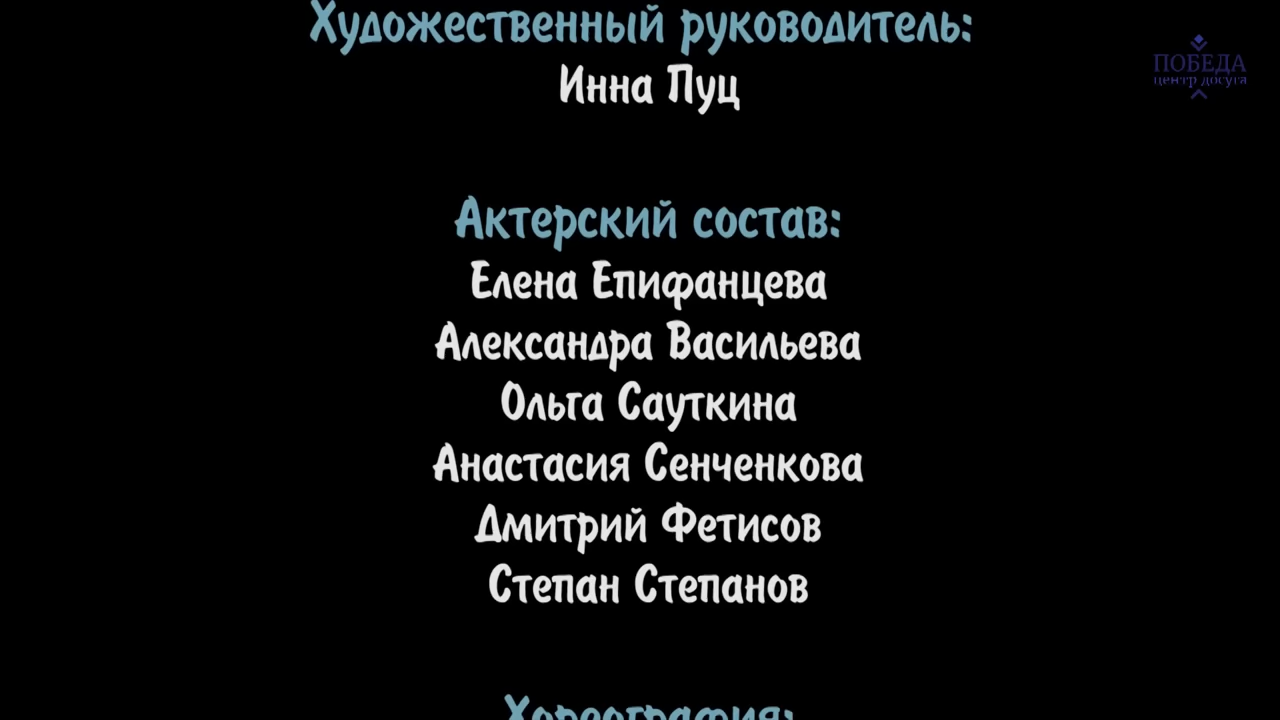 Художественный руководитель:
Инна Пуц
ПОБЕДА
центр досуга
Актерский состав:
Елена Епифанцева
Александра Васильева
Ольга Сауткина
Анастасия Сенченкова
Дмитрий Фетисов
Степан Степанов
Хореография: